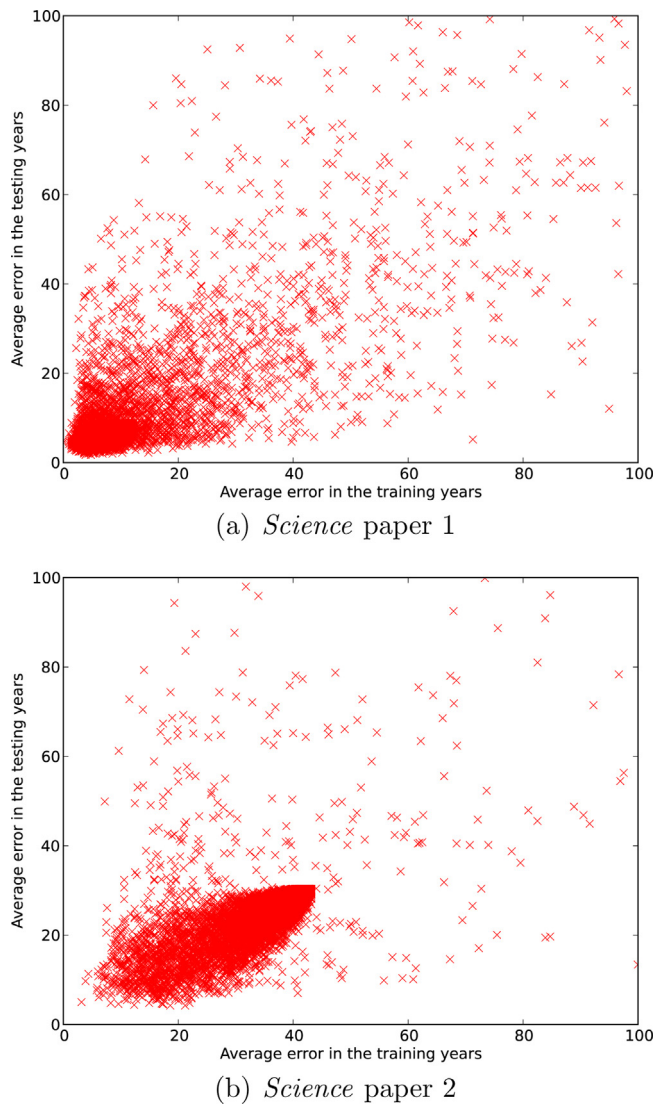 100
80
60
40
20
0
Average error in the testing years
0 20 40 60 80 100
Average error in the training years
(a) Science paper 1
100
80
60
40
20
0
Average error in the testing years
0 20 40 60 80 100
Average error in the training years
(b) Science paper 2